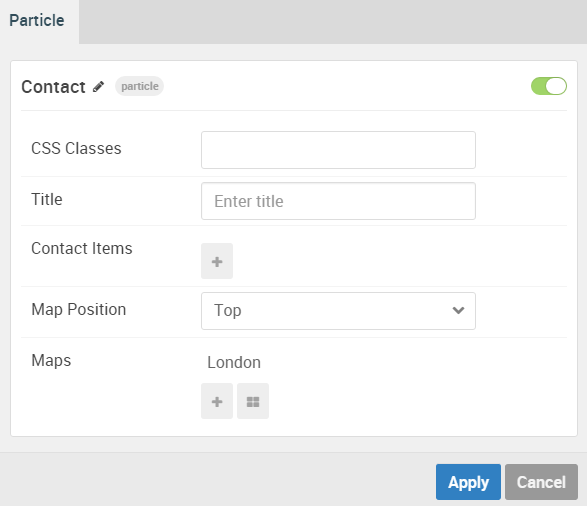 Particle
Contact particle
CSS Classes
Title Enter title
Contact Items
Map Position Top
Maps London
Apply Cancel